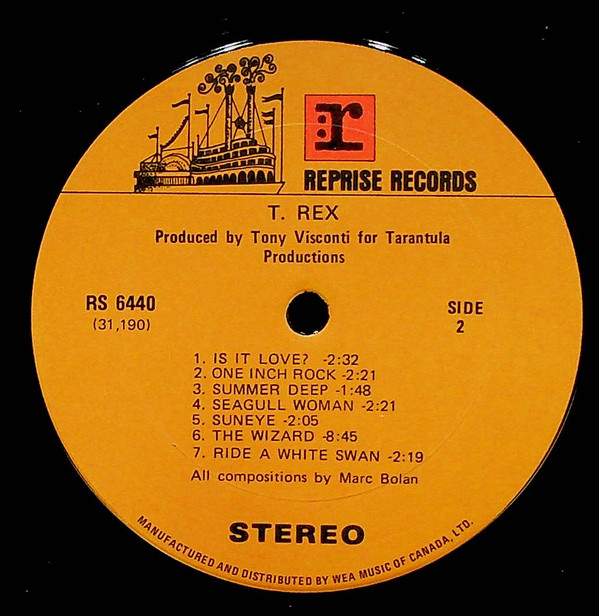 :r
REPRISE RECORDS
T. REX
Produced by Tony Visconti for Tarantula
Productions
RS 6440
(31,190)
SIDE
2
1. IS IT LOVE? -2:32
2. ONE INCH ROCK -2:21
3. SUMMER DEEP -1:48
4. SEAGULL WOMAN -2:21
5. SUNEYE -2:05
6. THE WIZARD -8:45
7. RIDE A WHITE SWAN -2:19
All compositions by Marc Bolan
STEREO
MANUFACTURED AND DISTRIBUTED BY WEA MUSIC OF CANADA, LTD.